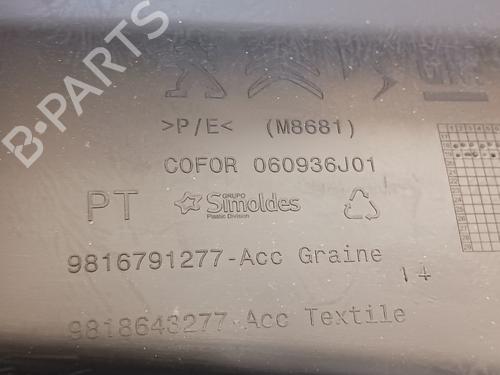 B-PARTS
>P/E< (M8681)
COFOR 060936J01
PT
GRUPO
Simoldes
Plastic Division
9816791277-Acc Graine
14
9818643277-Acc Textile